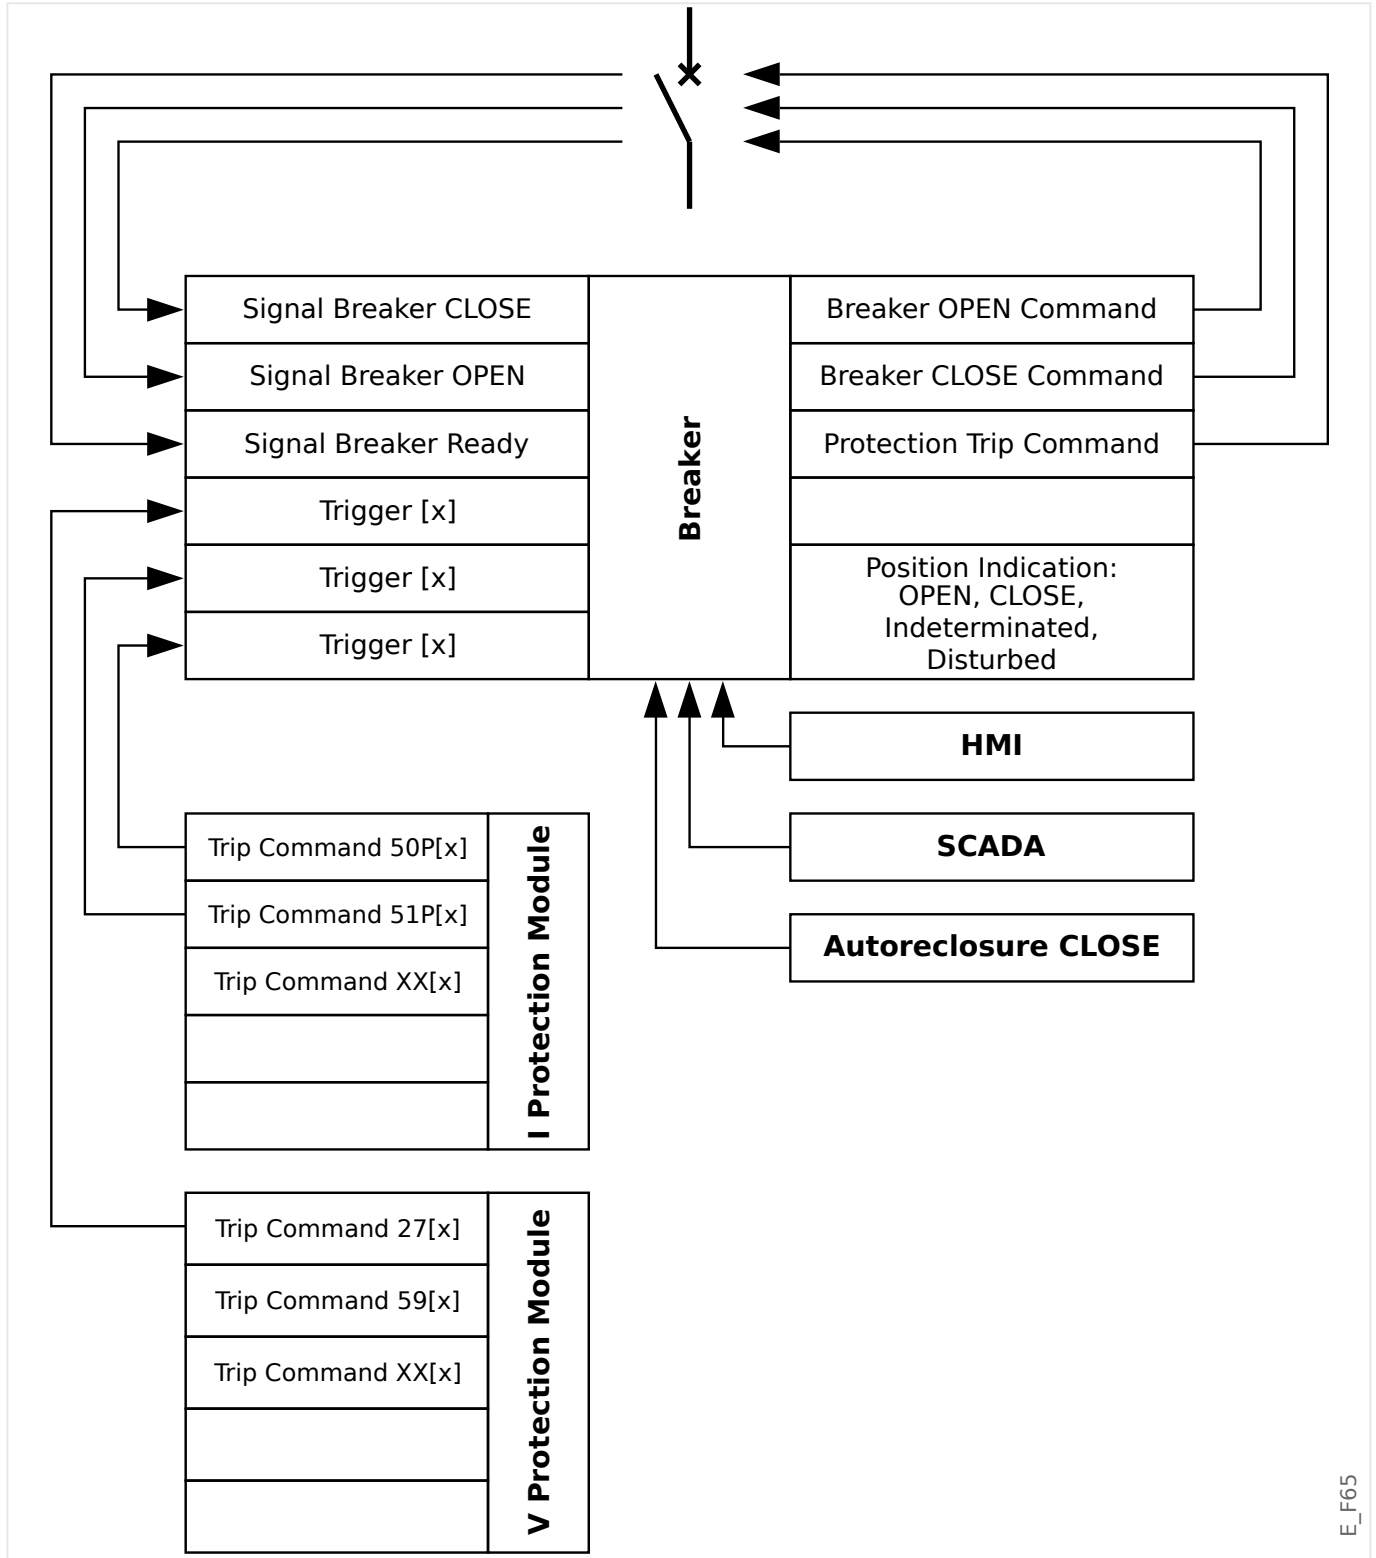 Signal Breaker CLOSE
Signal Breaker OPEN
Signal Breaker Ready
Trigger [x]
Trigger [x]
Trigger [x]
Breaker
Breaker OPEN Command
Breaker CLOSE Command
Protection Trip Command
Position Indication:
OPEN, CLOSE,
Indeterminated,
Disturbed
HMI
SCADA
Autoreclosure CLOSE
Trip Command 50P[x]
Trip Command 51P[x]
Trip Command XX[x]
I Protection Module
Trip Command 27[x]
Trip Command 59[x]
Trip Command XX[x]
V Protection Module
E_F65